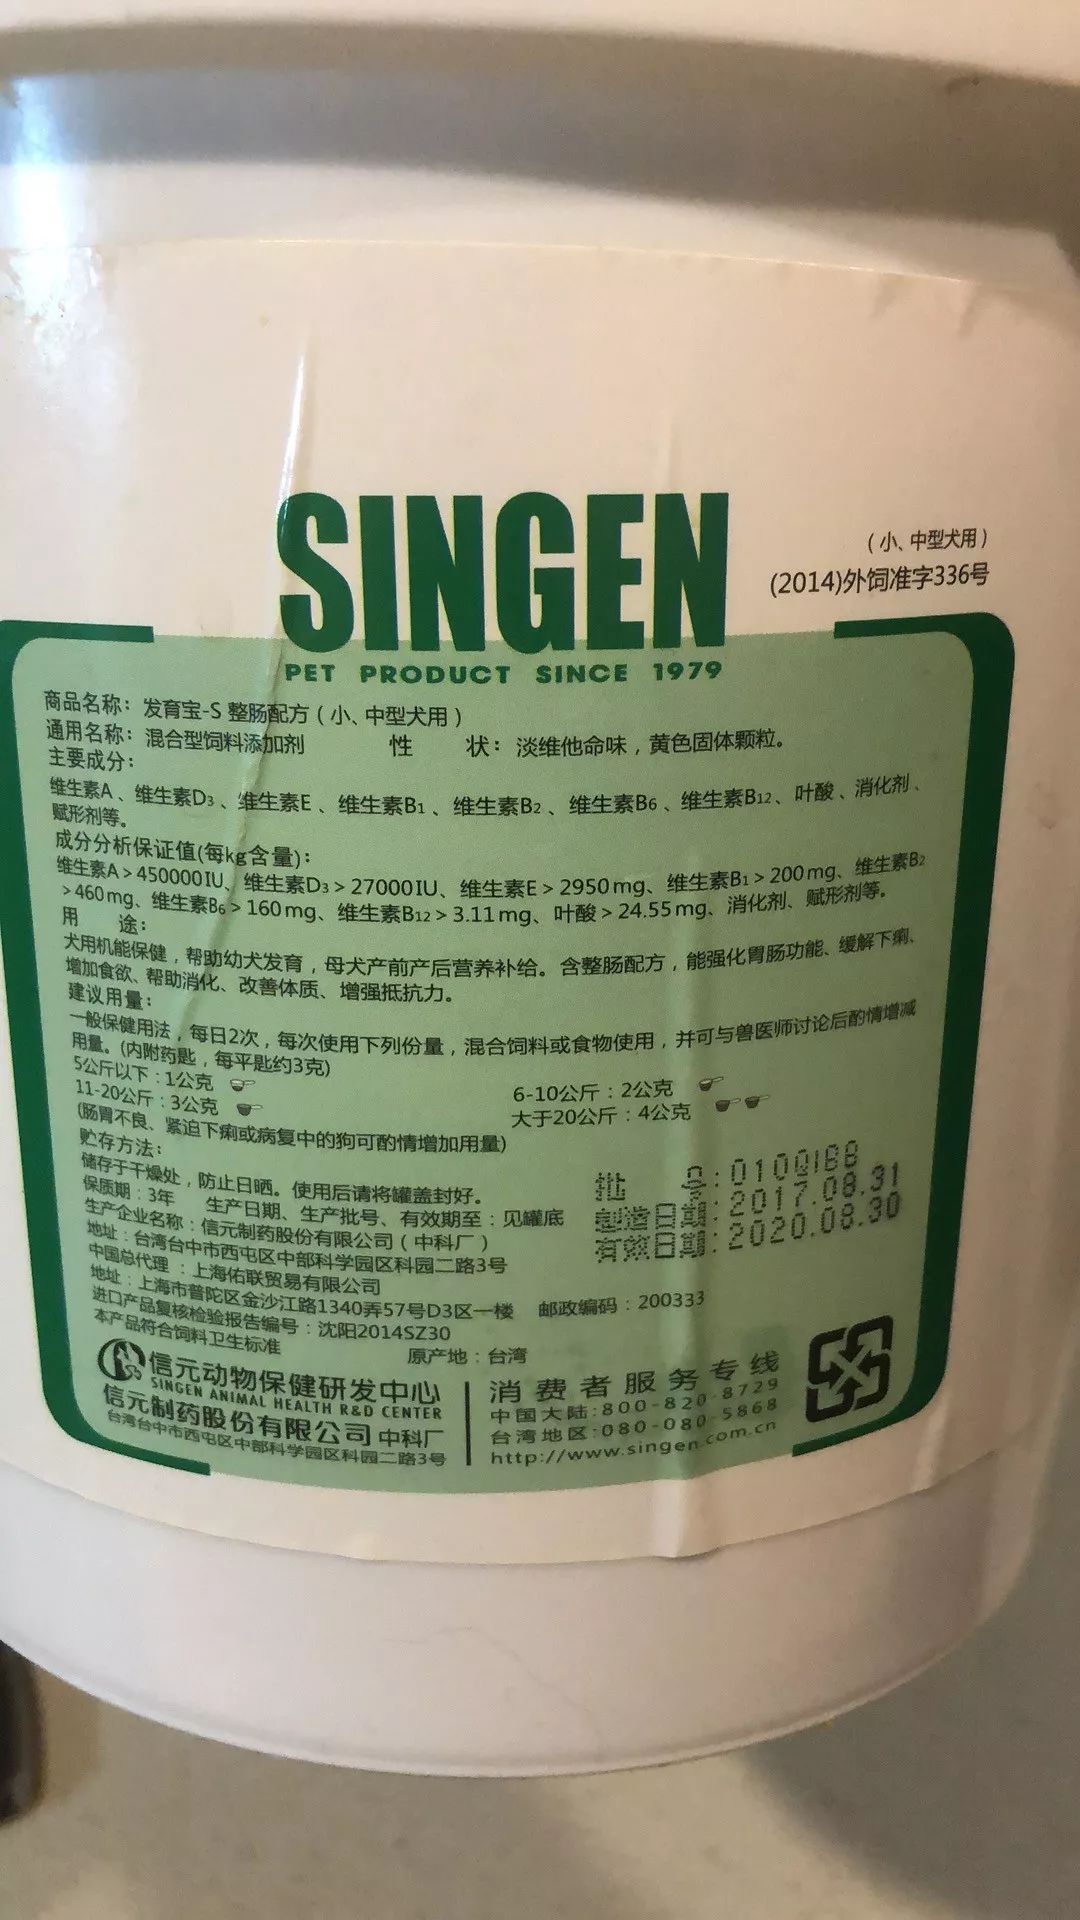 SINGEN
(小、中型犬用)
(2014)外饲准字336号
PET PRODUCT SINCE 1979
商品名称：发育宝-S 整肠配方（小、中型犬用）
通用名称：混合型饲料添加剂 性 状：淡维他命味，黄色固体颗粒。
主要成分：
维生素A、维生素D3、维生素E、维生素B1、维生素B2、维生素B6、维生素B12、叶酸、消化剂、
赋形剂等。
成分分析保证值(每kg含量)：
维生素A＞450000IU、维生素D3＞27000IU、维生素E＞2950mg、维生素B1＞200mg、维生素B2
＞460mg、维生素B6＞160mg、维生素B12＞3.11mg、叶酸＞24.55mg、消化剂、赋形剂等。
用 途：
犬用机能保健，帮助幼犬发育，母犬产前产后营养补给。含整肠配方，能强化胃肠功能、缓解下痢、
增加食欲、帮助消化、改善体质、增强抵抗力。
建议用量：
一般保健用法，每日2次，每次使用下列份量，混合饲料或食物使用，并可与兽医师讨论后酌情增减
用量。(内附药匙，每平匙约3克)
5公斤以下：1公克 6-10公斤：2公克
11-20公斤：3公克 大于20公斤：4公克
(肠胃不良、紧迫下痢或病复中的狗可酌情增加用量)
贮存方法：
储存于干燥处，防止日晒。使用后请将罐盖封好。
保质期：3年 生产日期、生产批号、有效期至：见罐底
批 号:010Q1BB
製造日期:2017.08.31
有效日期:2020.08.30
生产企业名称：信元制药股份有限公司（中科厂）
地址：台湾台中市西屯区中部科学园区科园二路3号
中国总代理：上海佑联贸易有限公司
地址：上海市普陀区金沙江路1340弄57号D3区一楼 邮政编码：200333
进口产品复核检验报告编号：沈阳2014SZ30
本产品符合饲料卫生标准 原产地：台湾
信元动物保健研发中心
SINGEN ANIMAL HEALTH R&D CENTER
信元制药股份有限公司 中科厂
台湾台中市西屯区中部科学园区科园二路3号
消费者服务专线
中国大陆:800-820-8729
台湾地区:080-080-5868
http://www.singen.com.cn